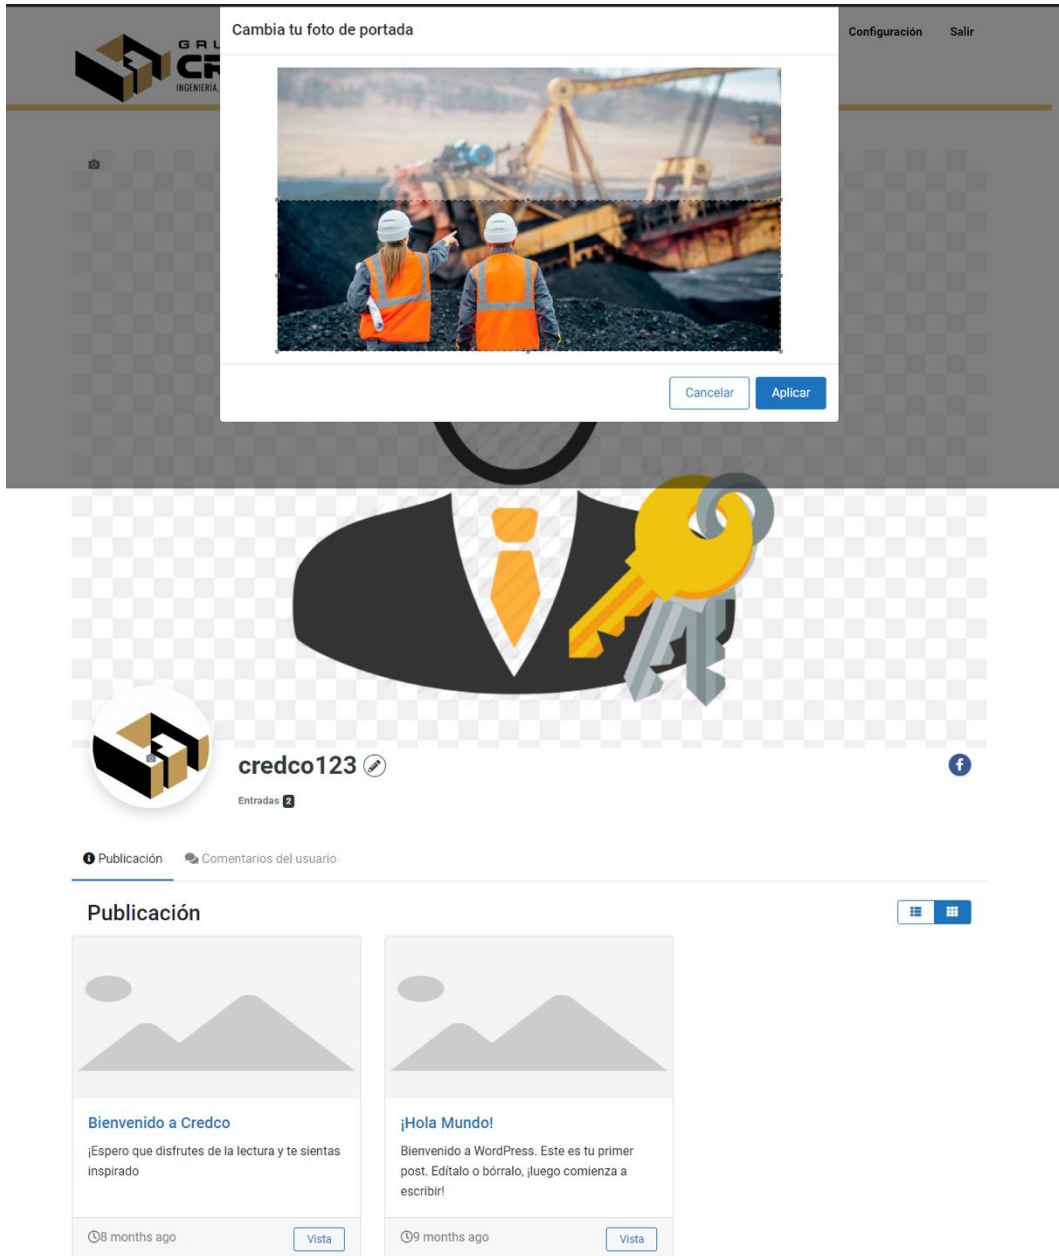 Cambia tu foto de portada
Configuración
Salir
INGENIERÍA,
Cancelar
Aplicar
credco123
Entradas 2
Publicación
Comentarios del usuario
Publicación
Bienvenido a Credco
¡Espero que disfrutes de la lectura y te sientas
inspirado
8 months ago
Vista
¡Hola Mundo!
Bienvenido a WordPress. Este es tu primer
post. Edítalo o bórralo, ¡luego comienza a
escribir!
9 months ago
Vista